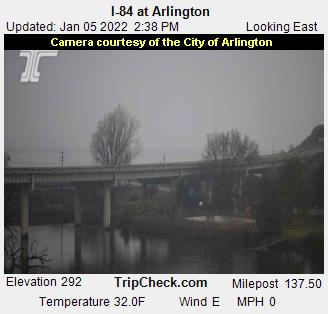 I-84 at Arlington
Updated: Jan 05 2022 2:38 PM Looking East
Camera courtesy of the City of Arlington
Elevation 292 TripCheck.com Milepost 137.50
Temperature 32.0F Wind E MPH 0